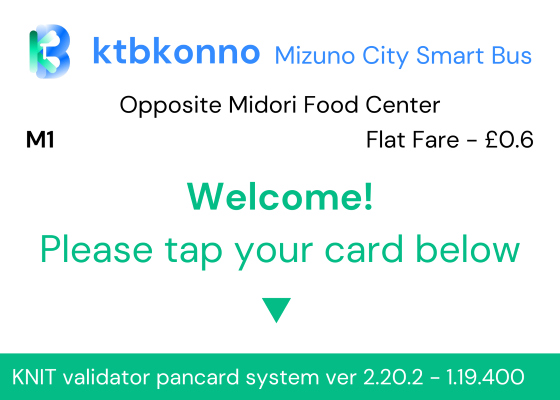 ktbkonno Mizuno City Smart Bus
Opposite Midori Food Center
M1 Flat Fare - £0.6
Welcome!
Please tap your card below
KNIT validator pancard system ver 2.20.2 - 1.19.400